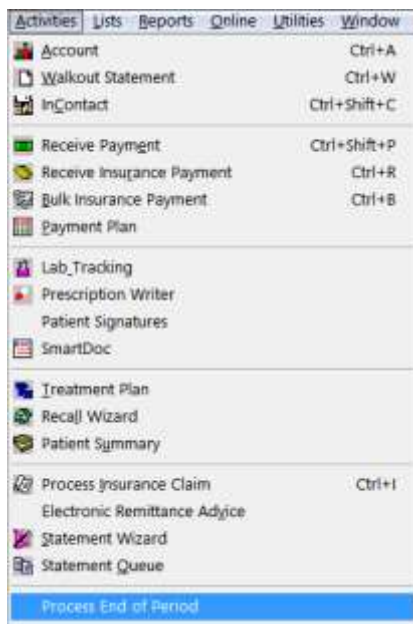 Activities Lists Reports Online Utilities Window
Account Ctrl+A
Walkout Statement Ctrl+W
InContact Ctrl+Shift+C
Receive Payment Ctrl+Shift+P
Receive Insurance Payment Ctrl+R
Bulk Insurance Payment Ctrl+B
Payment Plan
Lab_Tracking
Prescription Writer
Patient Signatures
SmartDoc
Treatment Plan
Recall Wizard
Patient Summary
Process Insurance Claim Ctrl+I
Electronic Remittance Advice
Statement Wizard
Statement Queue
Process End of Period